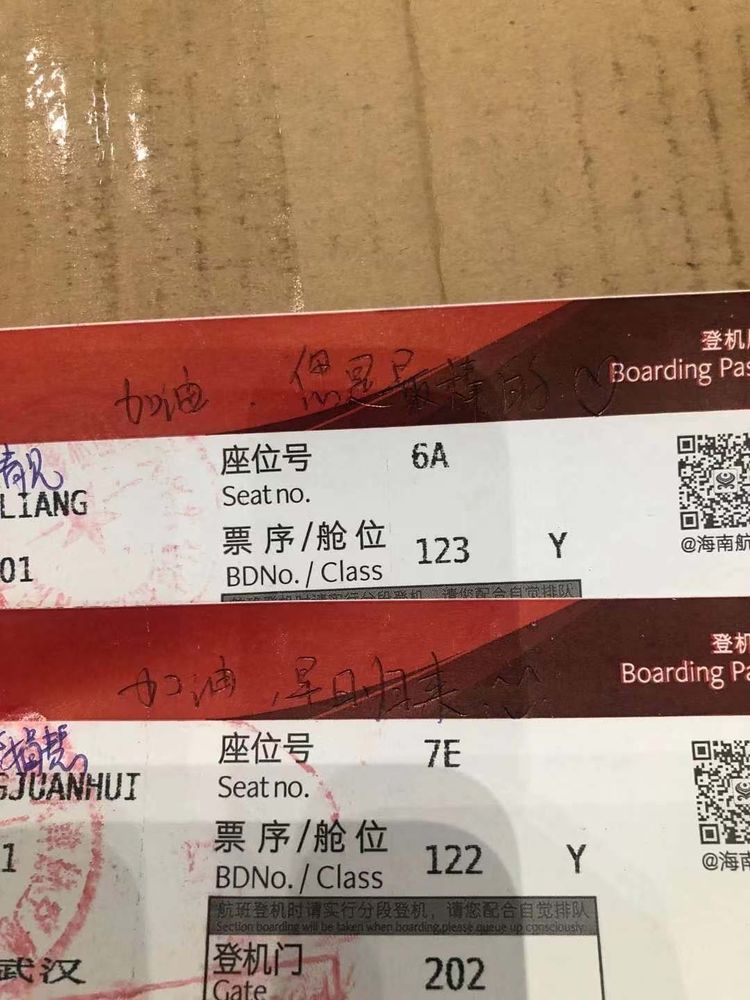 登机
Boarding Pas
加油. 您是最棒的
LIANG
座位号 6A
Seat no.
01
票序/舱位 123 Y
BDNo. / Class
@海南航
登机
Boarding Pa
加油 早日归来
JUANHUI
座位号 7E
Seat no.
1
票序/舱位 122 Y
BDNo. / Class
@海南
航班登机时请实行分段登机，请您配合自觉排队
Section boarding will be taken when boarding,please queue up consciously.
武汉
登机门 202
Gate